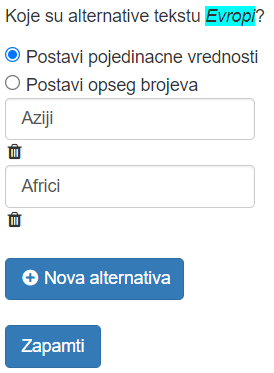 Koje su alternative tekstu Evropi?
Postavi pojedinacne vrednosti
Postavi opseg brojeva
Aziji
Africi
Nova alternativa
Zapamti